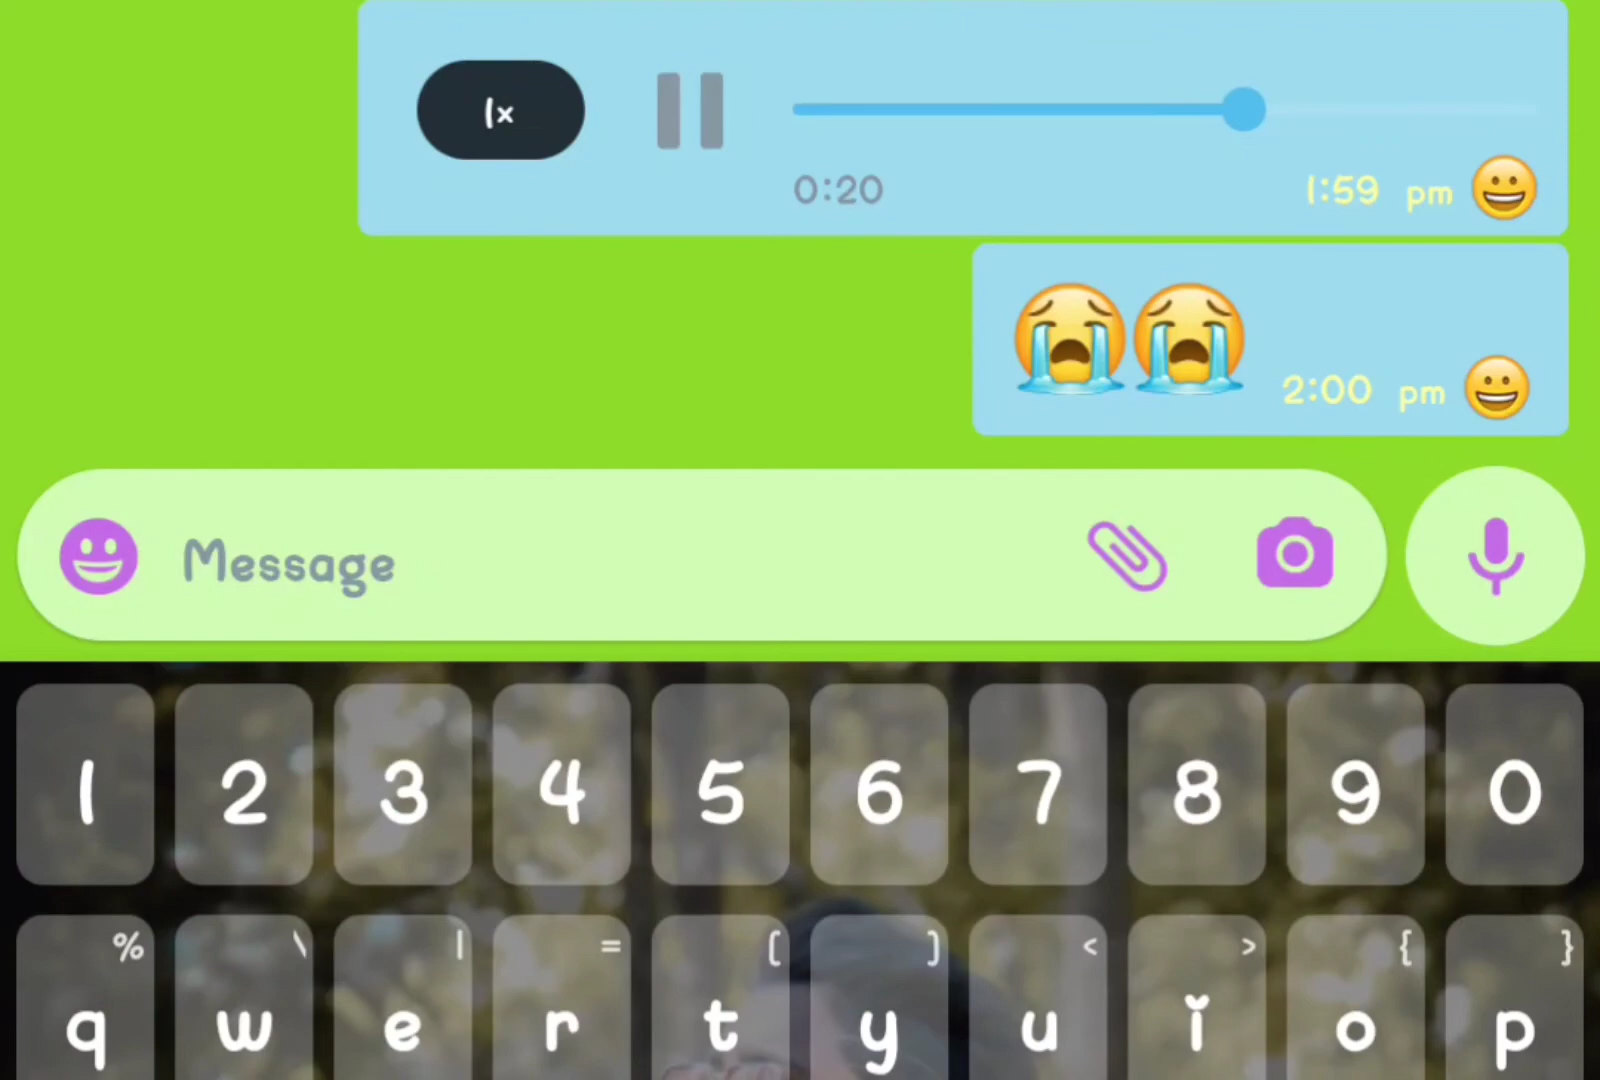 1x
0:20 1:59 pm 😀
😭😭 2:00 pm 😀
Message
1 2 3 4 5 6 7 8 9 0
% \ | = [ ] < > { }
q w e r t y u i o p